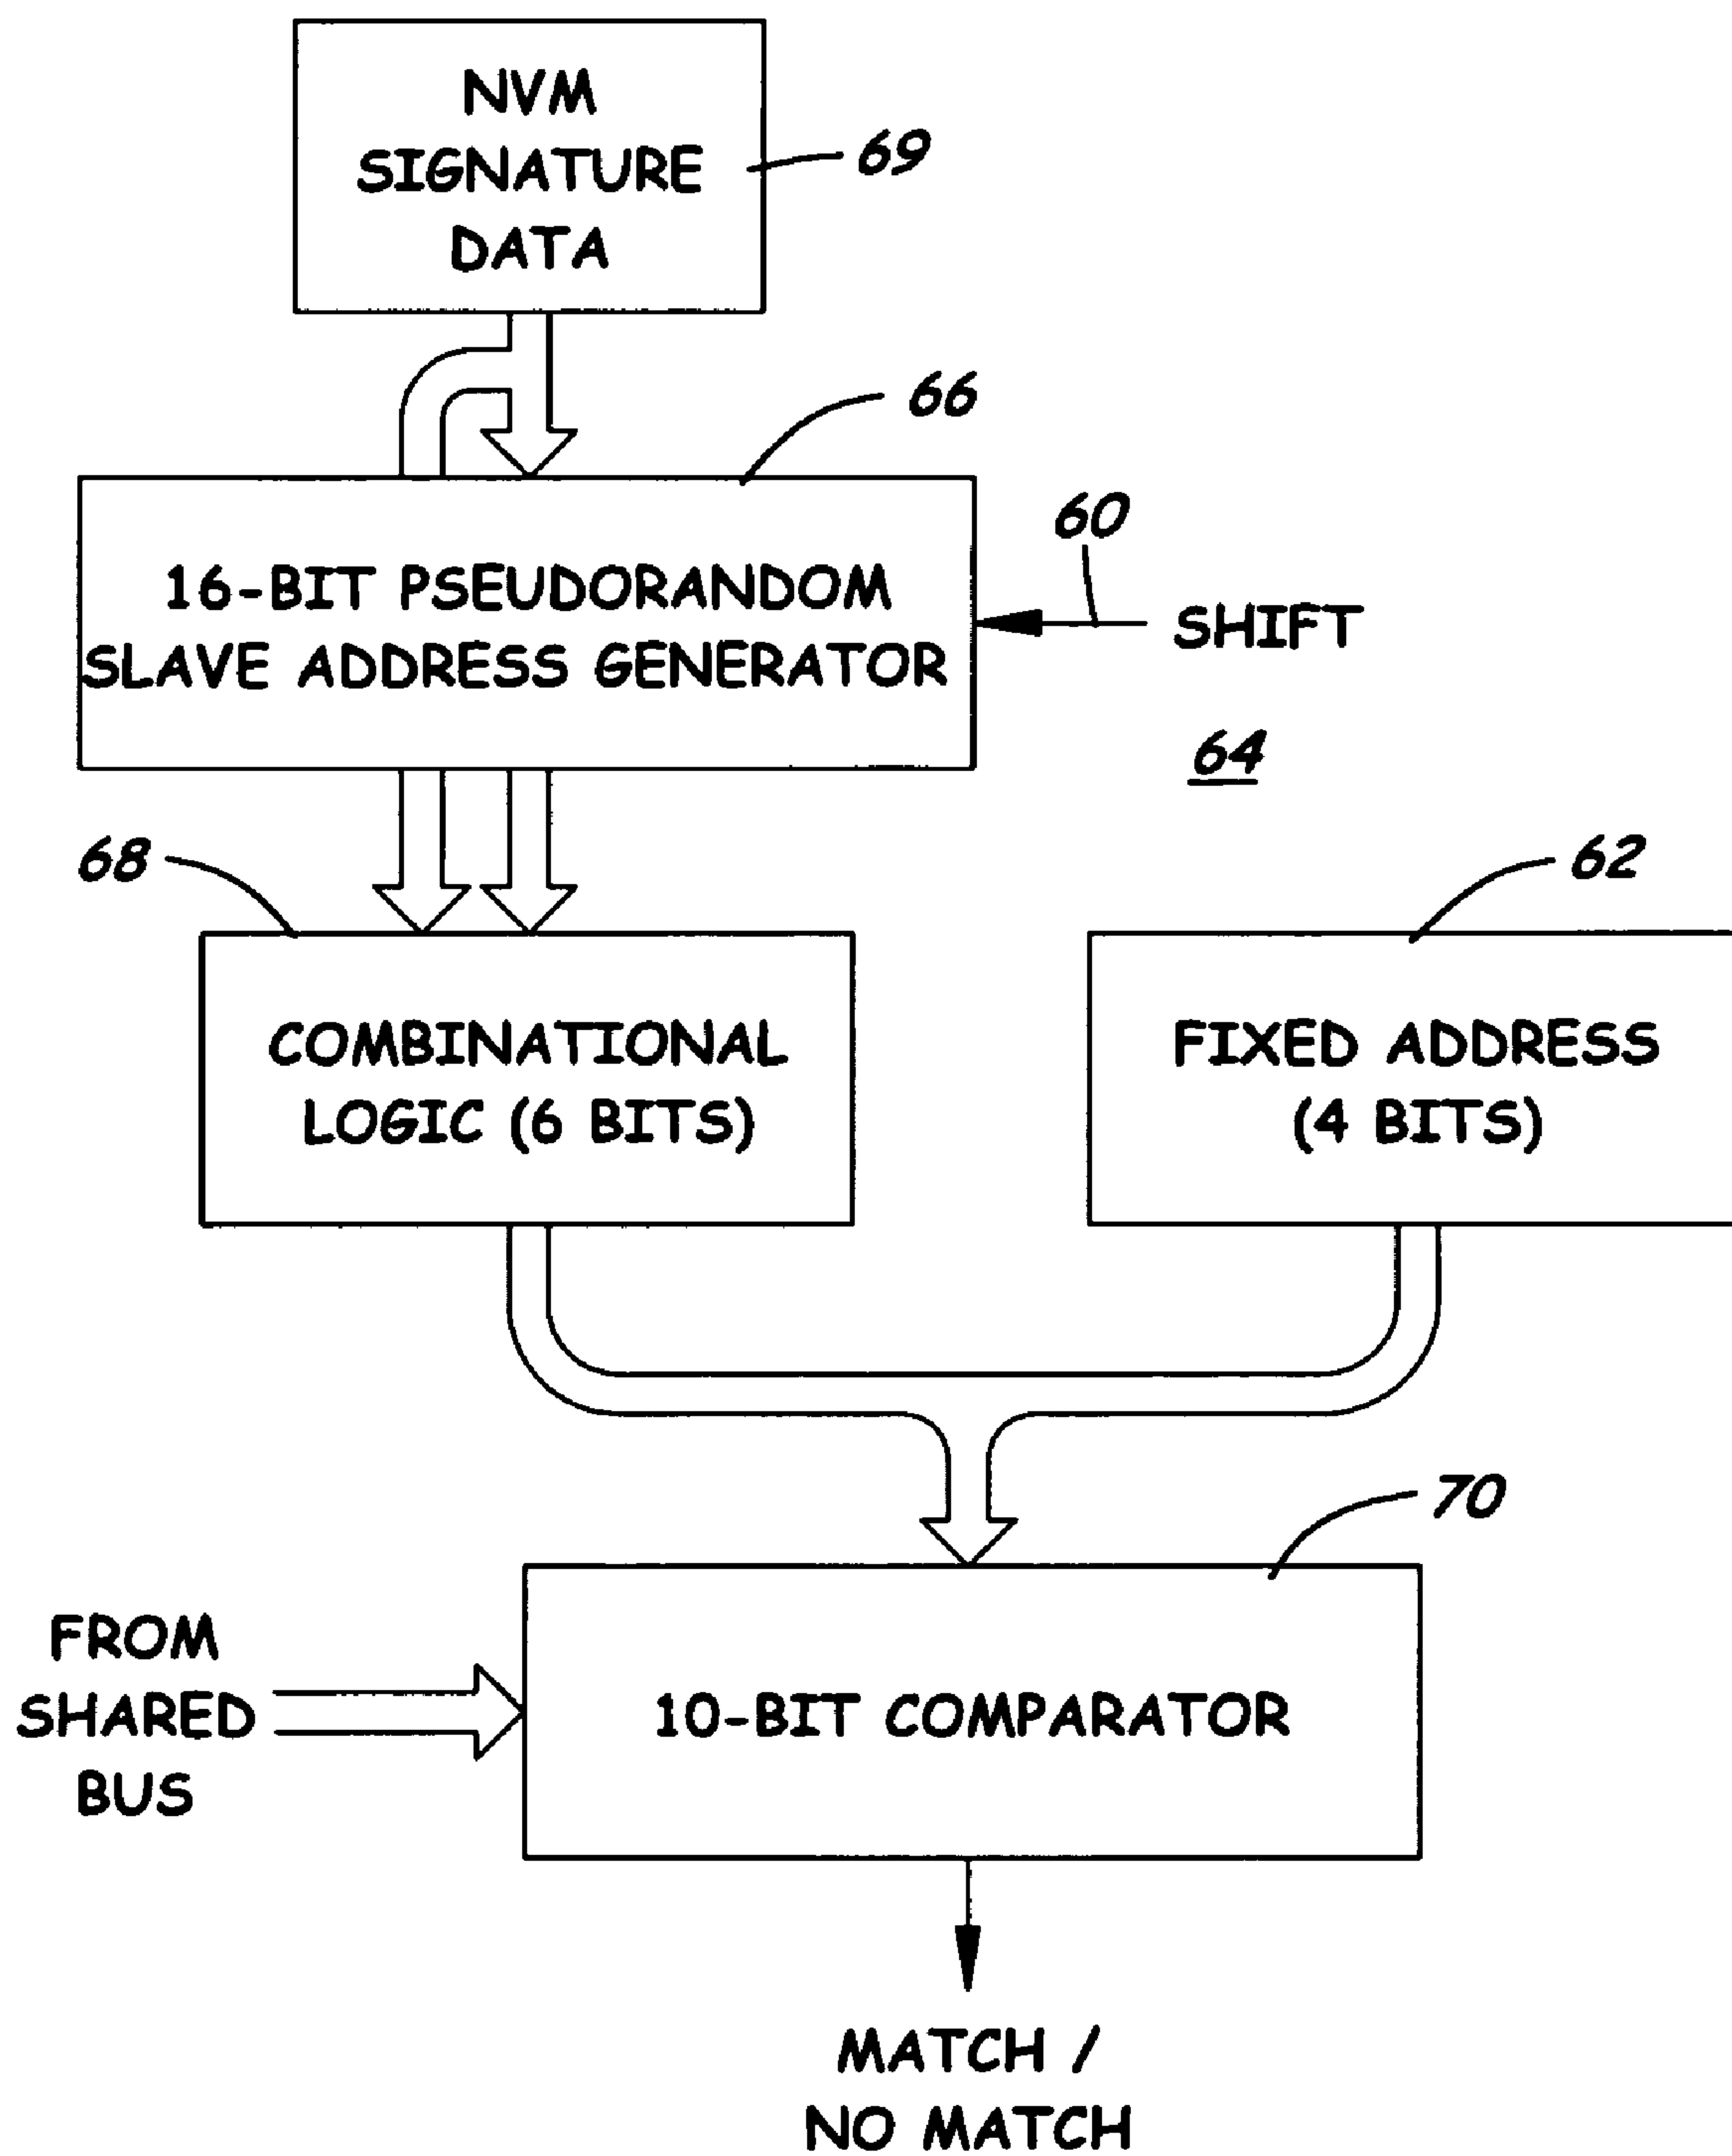 NVM
SIGNATURE
DATA
69
66
16-BIT PSEUDORANDOM
SLAVE ADDRESS GENERATOR
60
SHIFT
64
68
62
COMBINATIONAL
LOGIC (6 BITS)
FIXED ADDRESS
(4 BITS)
70
FROM
SHARED
BUS
10-BIT COMPARATOR
MATCH /
NO MATCH